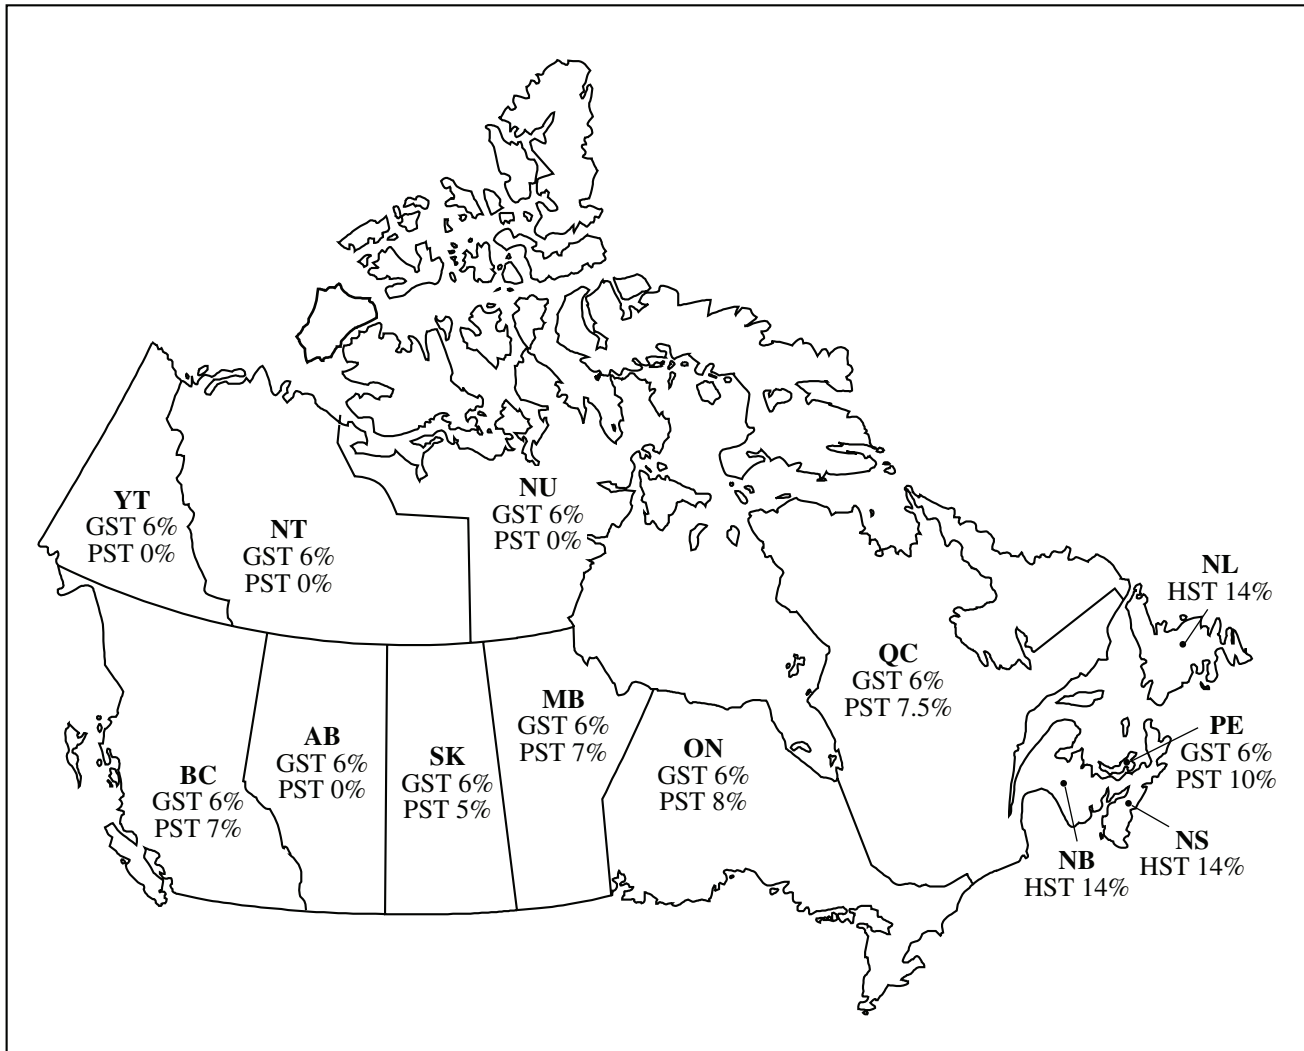 YT
GST 6%
PST 0%
NT
GST 6%
PST 0%
NU
GST 6%
PST 0%
BC
GST 6%
PST 7%
AB
GST 6%
PST 0%
SK
GST 6%
PST 5%
MB
GST 6%
PST 7%
ON
GST 6%
PST 8%
QC
GST 6%
PST 7.5%
NL
HST 14%
PE
GST 6%
PST 10%
NS
HST 14%
NB
HST 14%